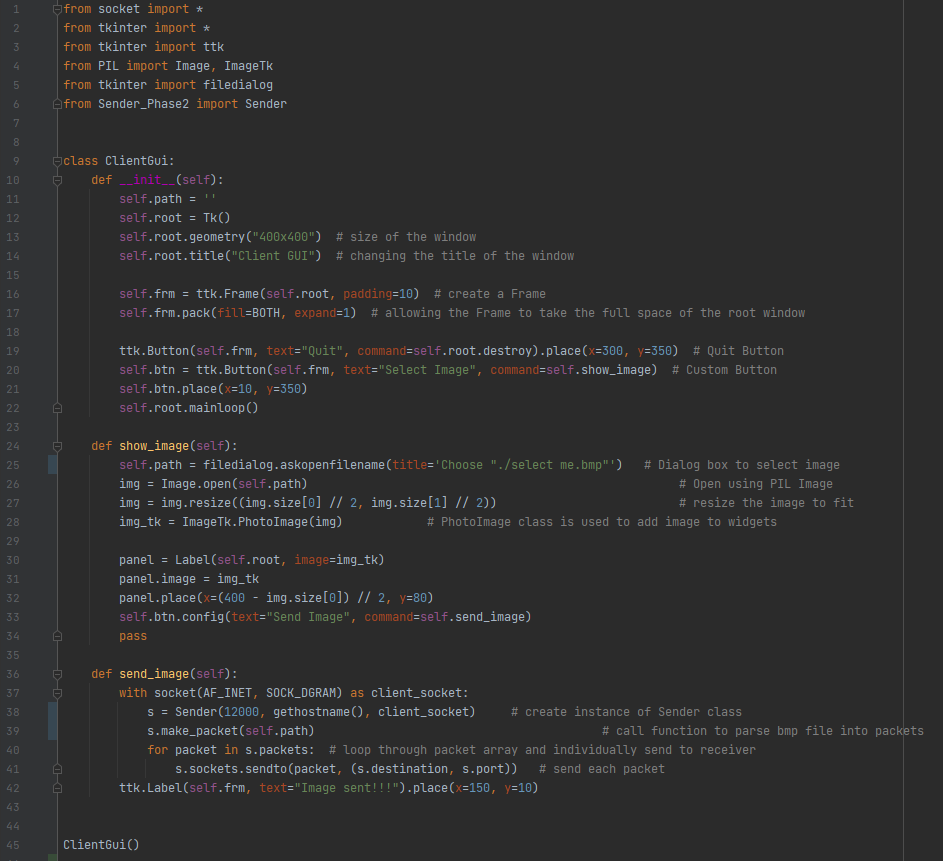 1 from socket import *
2 from tkinter import *
3 from tkinter import ttk
4 from PIL import Image, ImageTk
5 from tkinter import filedialog
6 from Sender_Phase2 import Sender
7
8
9 class ClientGui:
10     def __init__(self):
11         self.path = ''
12         self.root = Tk()
13         self.root.geometry("400x400")  # size of the window
14         self.root.title("Client GUI")  # changing the title of the window
15
16         self.frm = ttk.Frame(self.root, padding=10)  # create a Frame
17         self.frm.pack(fill=BOTH, expand=1)  # allowing the Frame to take the full space of the root window
18
19         ttk.Button(self.frm, text="Quit", command=self.root.destroy).place(x=300, y=350)  # Quit Button
20         self.btn = ttk.Button(self.frm, text="Select Image", command=self.show_image)  # Custom Button
21         self.btn.place(x=10, y=350)
22         self.root.mainloop()
23
24     def show_image(self):
25         self.path = filedialog.askopenfilename(title='Choose "./select me.bmp"')   # Dialog box to select image
26         img = Image.open(self.path)                                                     # Open using PIL Image
27         img = img.resize((img.size[0] // 2, img.size[1] // 2))                          # resize the image to fit
28         img_tk = ImageTk.PhotoImage(img)            # PhotoImage class is used to add image to widgets
29
30         panel = Label(self.root, image=img_tk)
31         panel.image = img_tk
32         panel.place(x=(400 - img.size[0]) // 2, y=80)
33         self.btn.config(text="Send Image", command=self.send_image)
34         pass
35
36     def send_image(self):
37         with socket(AF_INET, SOCK_DGRAM) as client_socket:
38             s = Sender(12000, gethostname(), client_socket)     # create instance of Sender class
39             s.make_packet(self.path)                                         # call function to parse bmp file into packets
40             for packet in s.packets:  # loop through packet array and individually send to receiver
41                 s.sockets.sendto(packet, (s.destination, s.port))   # send each packet
42         ttk.Label(self.frm, text="Image sent!!!").place(x=150, y=10)
43
44
45 ClientGui()